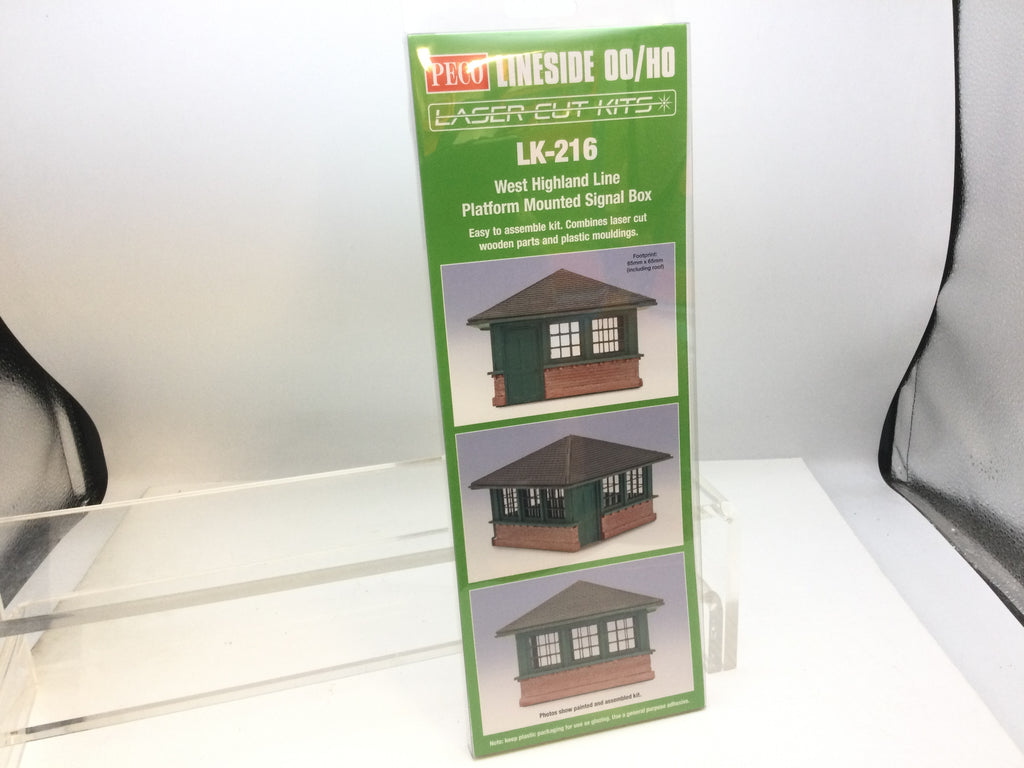 PECO LINESIDE OO/HO
LASER CUT KITS
LK-216
West Highland Line
Platform Mounted Signal Box
Easy to assemble kit. Combines laser cut
wooden parts and plastic mouldings.
Footprint:
65mm x 65mm
(including roof)
Photos show painted and assembled kit.
Note: keep plastic packaging for use as glazing. Use a general purpose adhesive.